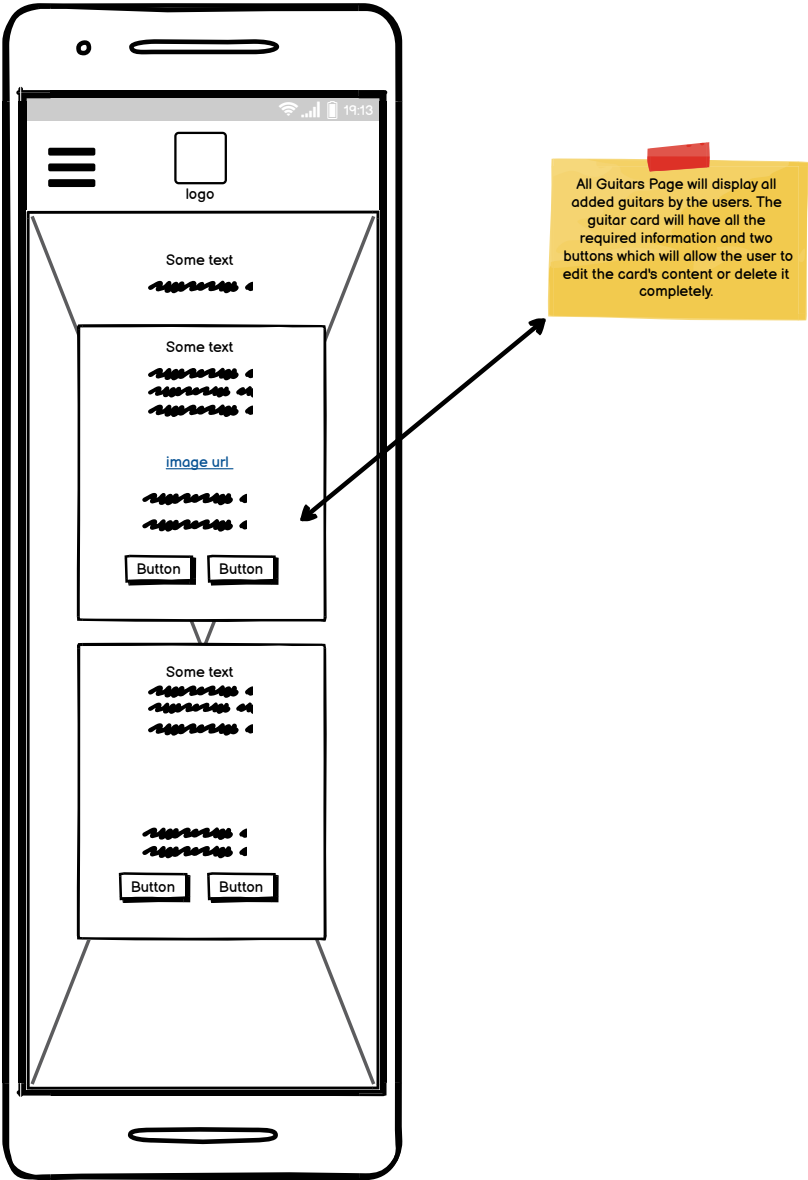 19:13
logo
Some text
Some text
image url
Button Button
Some text
Button Button
All Guitars Page will display all
added guitars by the users. The
guitar card will have all the
required information and two
buttons which will allow the user to
edit the card's content or delete it
completely.